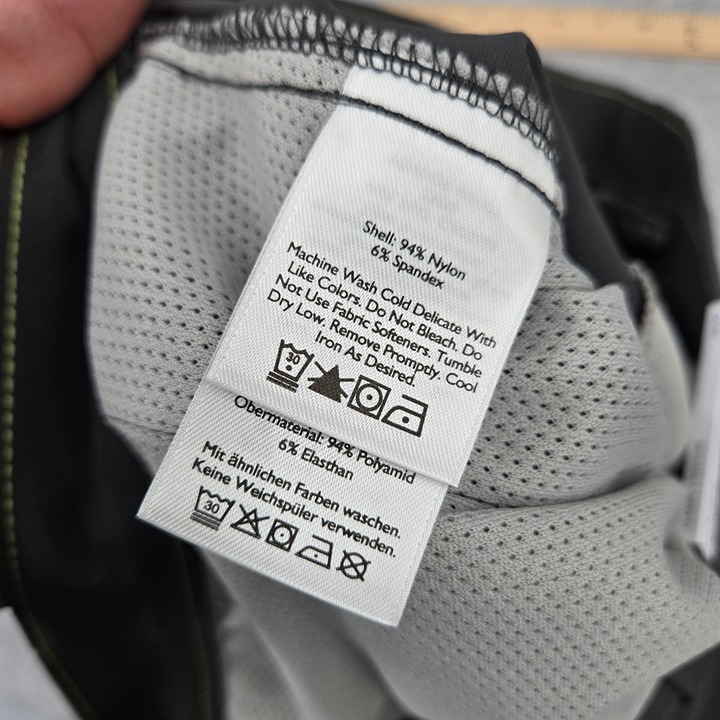 Shell: 94% Nylon
6% Spandex
Machine Wash Cold Delicate With
Like Colors. Do Not Bleach. Do
Not Use Fabric Softeners. Tumble
Dry Low. Remove Promptly. Cool
Iron As Desired.
30
Obermaterial: 94% Polyamid
6% Elasthan
Mit ähnlichen Farben waschen.
Keine Weichspüler verwenden.
30